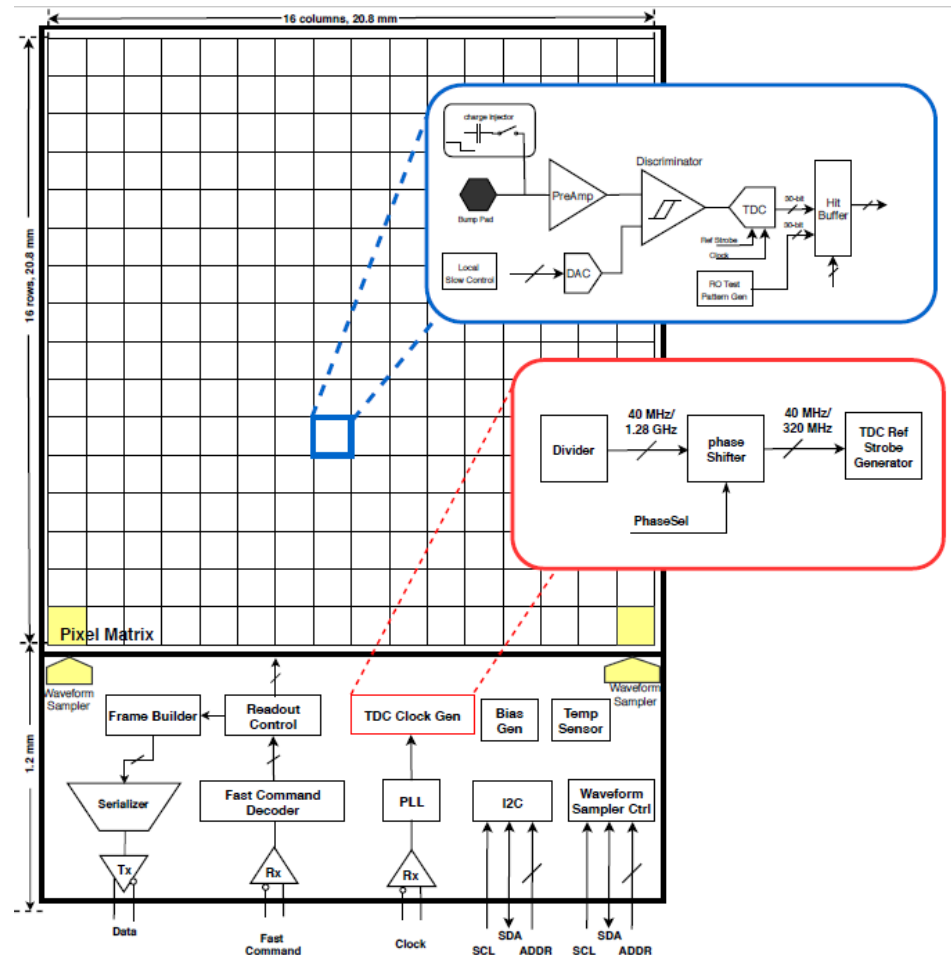 16 columns, 20.8 mm
16 rows, 20.8 mm
charge injector
Bump Pad
PreAmp
Discriminator
TDC
30-bit
30-bit
Hit
Buffer
Ref Strobe
Clock
Local
Slow Control
DAC
RO Test
Pattern Gen
Divider
40 MHz/
1.28 GHz
phase
Shifter
40 MHz/
320 MHz
TDC Ref
Strobe
Generator
PhaseSel
Pixel Matrix
Waveform
Sampler
Waveform
Sampler
1.2 mm
Frame Builder
Readout
Control
TDC Clock Gen
Bias
Gen
Temp
Sensor
Serializer
Fast Command
Decoder
PLL
I2C
Waveform
Sampler Ctrl
Tx
Rx
Rx
Data
Fast
Command
Clock
SCL
SDA
ADDR
SCL
SDA
ADDR